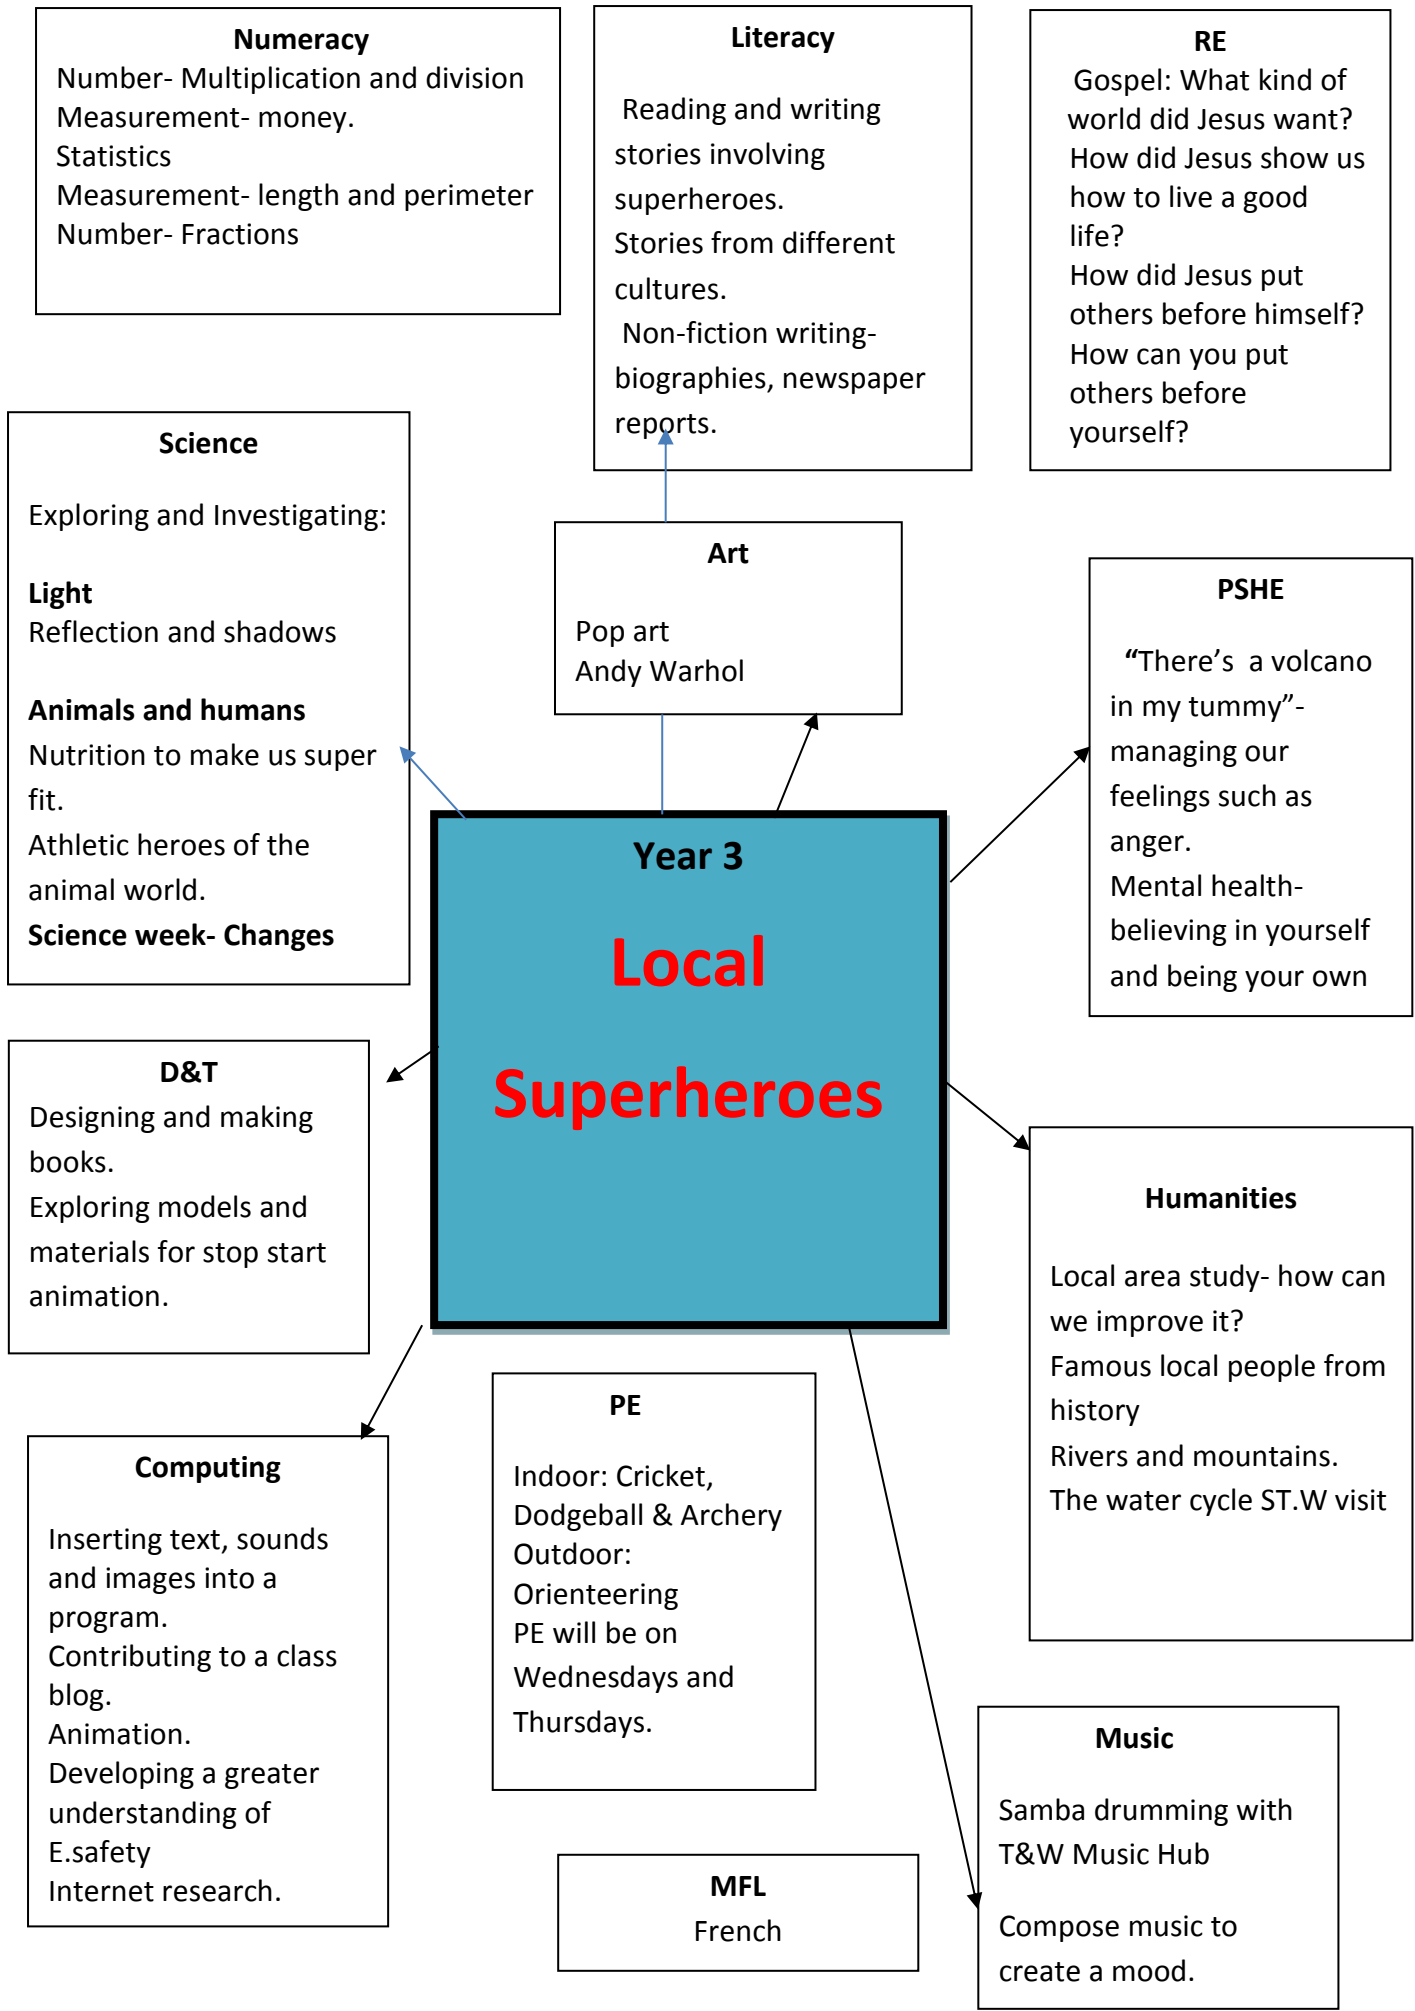 Numeracy
Number- Multiplication and division
Measurement- money.
Statistics
Measurement- length and perimeter
Number- Fractions
Literacy
Reading and writing
stories involving
superheroes.
Stories from different
cultures.
Non-fiction writing-
biographies, newspaper
reports.
RE
Gospel: What kind of
world did Jesus want?
How did Jesus show us
how to live a good
life?
How did Jesus put
others before himself?
How can you put
others before
yourself?
Science
Exploring and Investigating:
Light
Reflection and shadows
Animals and humans
Nutrition to make us super
fit.
Athletic heroes of the
animal world.
Science week- Changes
Art
Pop art
Andy Warhol
PSHE
“There’s  a volcano
in my tummy”-
managing our
feelings such as
anger.
Mental health-
believing in yourself
and being your own
Year 3
Local
Superheroes
D&T
Designing and making
books.
Exploring models and
materials for stop start
animation.
Humanities
Local area study- how can
we improve it?
Famous local people from
history
Rivers and mountains.
The water cycle ST.W visit
Computing
Inserting text, sounds
and images into a
program.
Contributing to a class
blog.
Animation.
Developing a greater
understanding of
E.safety
Internet research.
PE
Indoor: Cricket,
Dodgeball & Archery
Outdoor:
Orienteering
PE will be on
Wednesdays and
Thursdays.
Music
Samba drumming with
T&W Music Hub
Compose music to
create a mood.
MFL
French